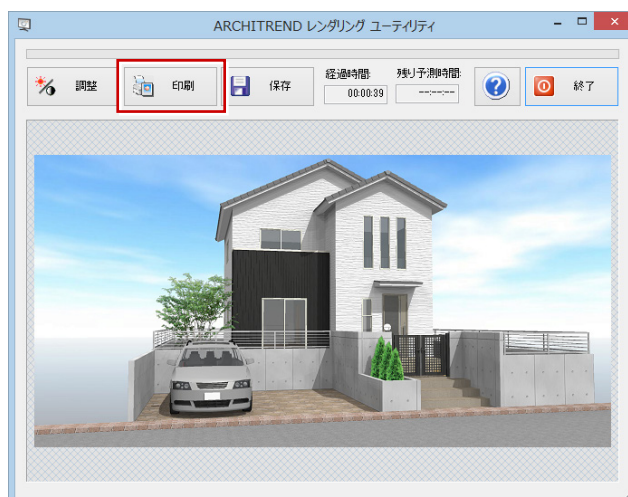 ARCHITREND レンダリング ユーティリティ
調整
印刷
保存
経過時間:
00:00:39
残り予測時間:
--:--:--
?
終了